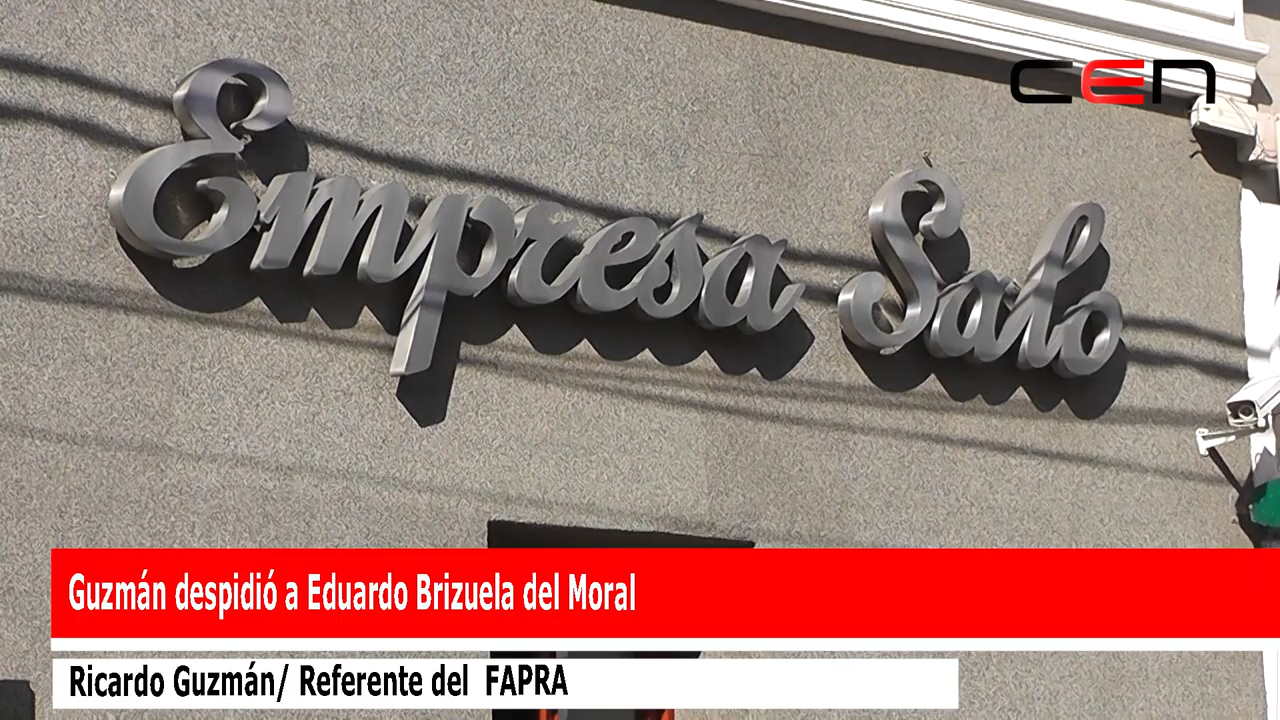 CEN
Empresa Salo
Guzmán despidió a Eduardo Brizuela del Moral
Ricardo Guzmán/ Referente del  FAPRA